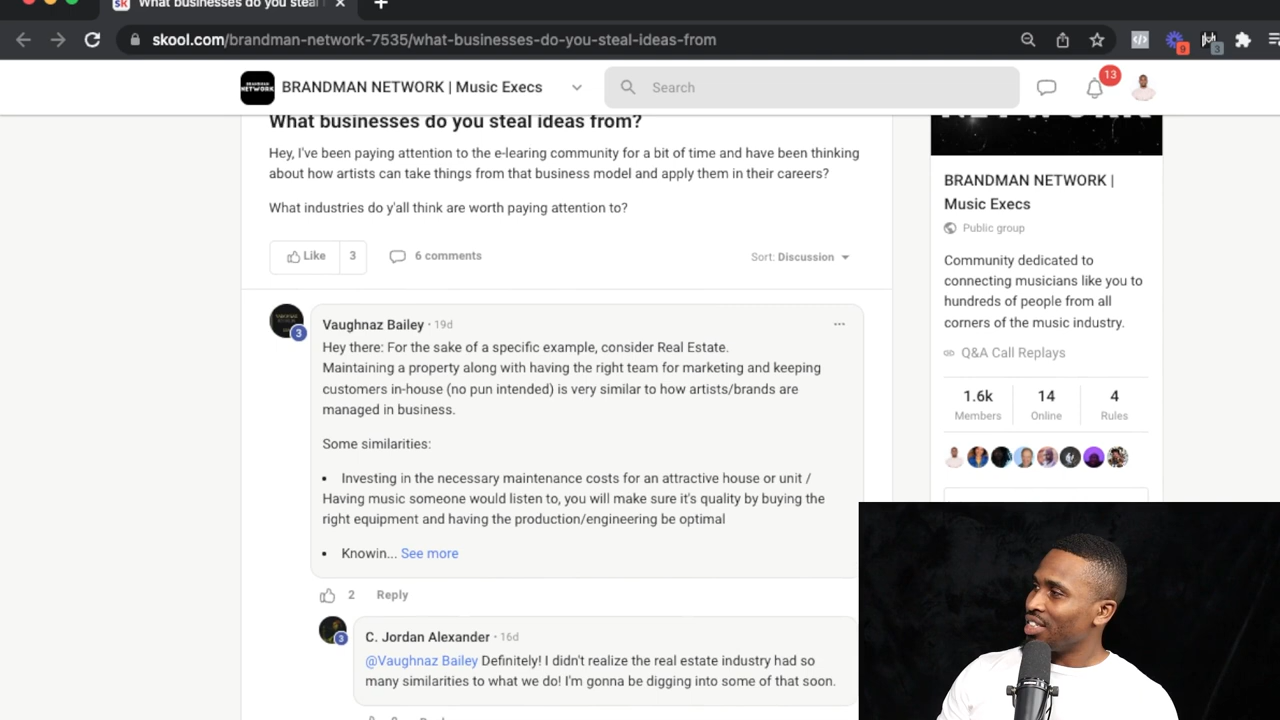 What businesses do you steal
skool.com/brandman-network-7535/what-businesses-do-you-steal-ideas-from
9
3
BRANDMAN NETWORK | Music Execs
Search
13
What businesses do you steal ideas from?
Hey, I've been paying attention to the e-learing community for a bit of time and have been thinking
about how artists can take things from that business model and apply them in their careers?
What industries do y'all think are worth paying attention to?
Like 3
6 comments
Sort: Discussion
Vaughnaz Bailey · 19d
3
Hey there: For the sake of a specific example, consider Real Estate.
Maintaining a property along with having the right team for marketing and keeping
customers in-house (no pun intended) is very similar to how artists/brands are
managed in business.
Some similarities:
• Investing in the necessary maintenance costs for an attractive house or unit /
Having music someone would listen to, you will make sure it's quality by buying the
right equipment and having the production/engineering be optimal
• Knowin... See more
2 Reply
C. Jordan Alexander · 16d
3
@Vaughnaz Bailey Definitely! I didn't realize the real estate industry had so
many similarities to what we do! I'm gonna be digging into some of that soon.
NETWORK
BRANDMAN NETWORK |
Music Execs
Public group
Community dedicated to
connecting musicians like you to
hundreds of people from all
corners of the music industry.
Q&A Call Replays
1.6k 14 4
Members Online Rules